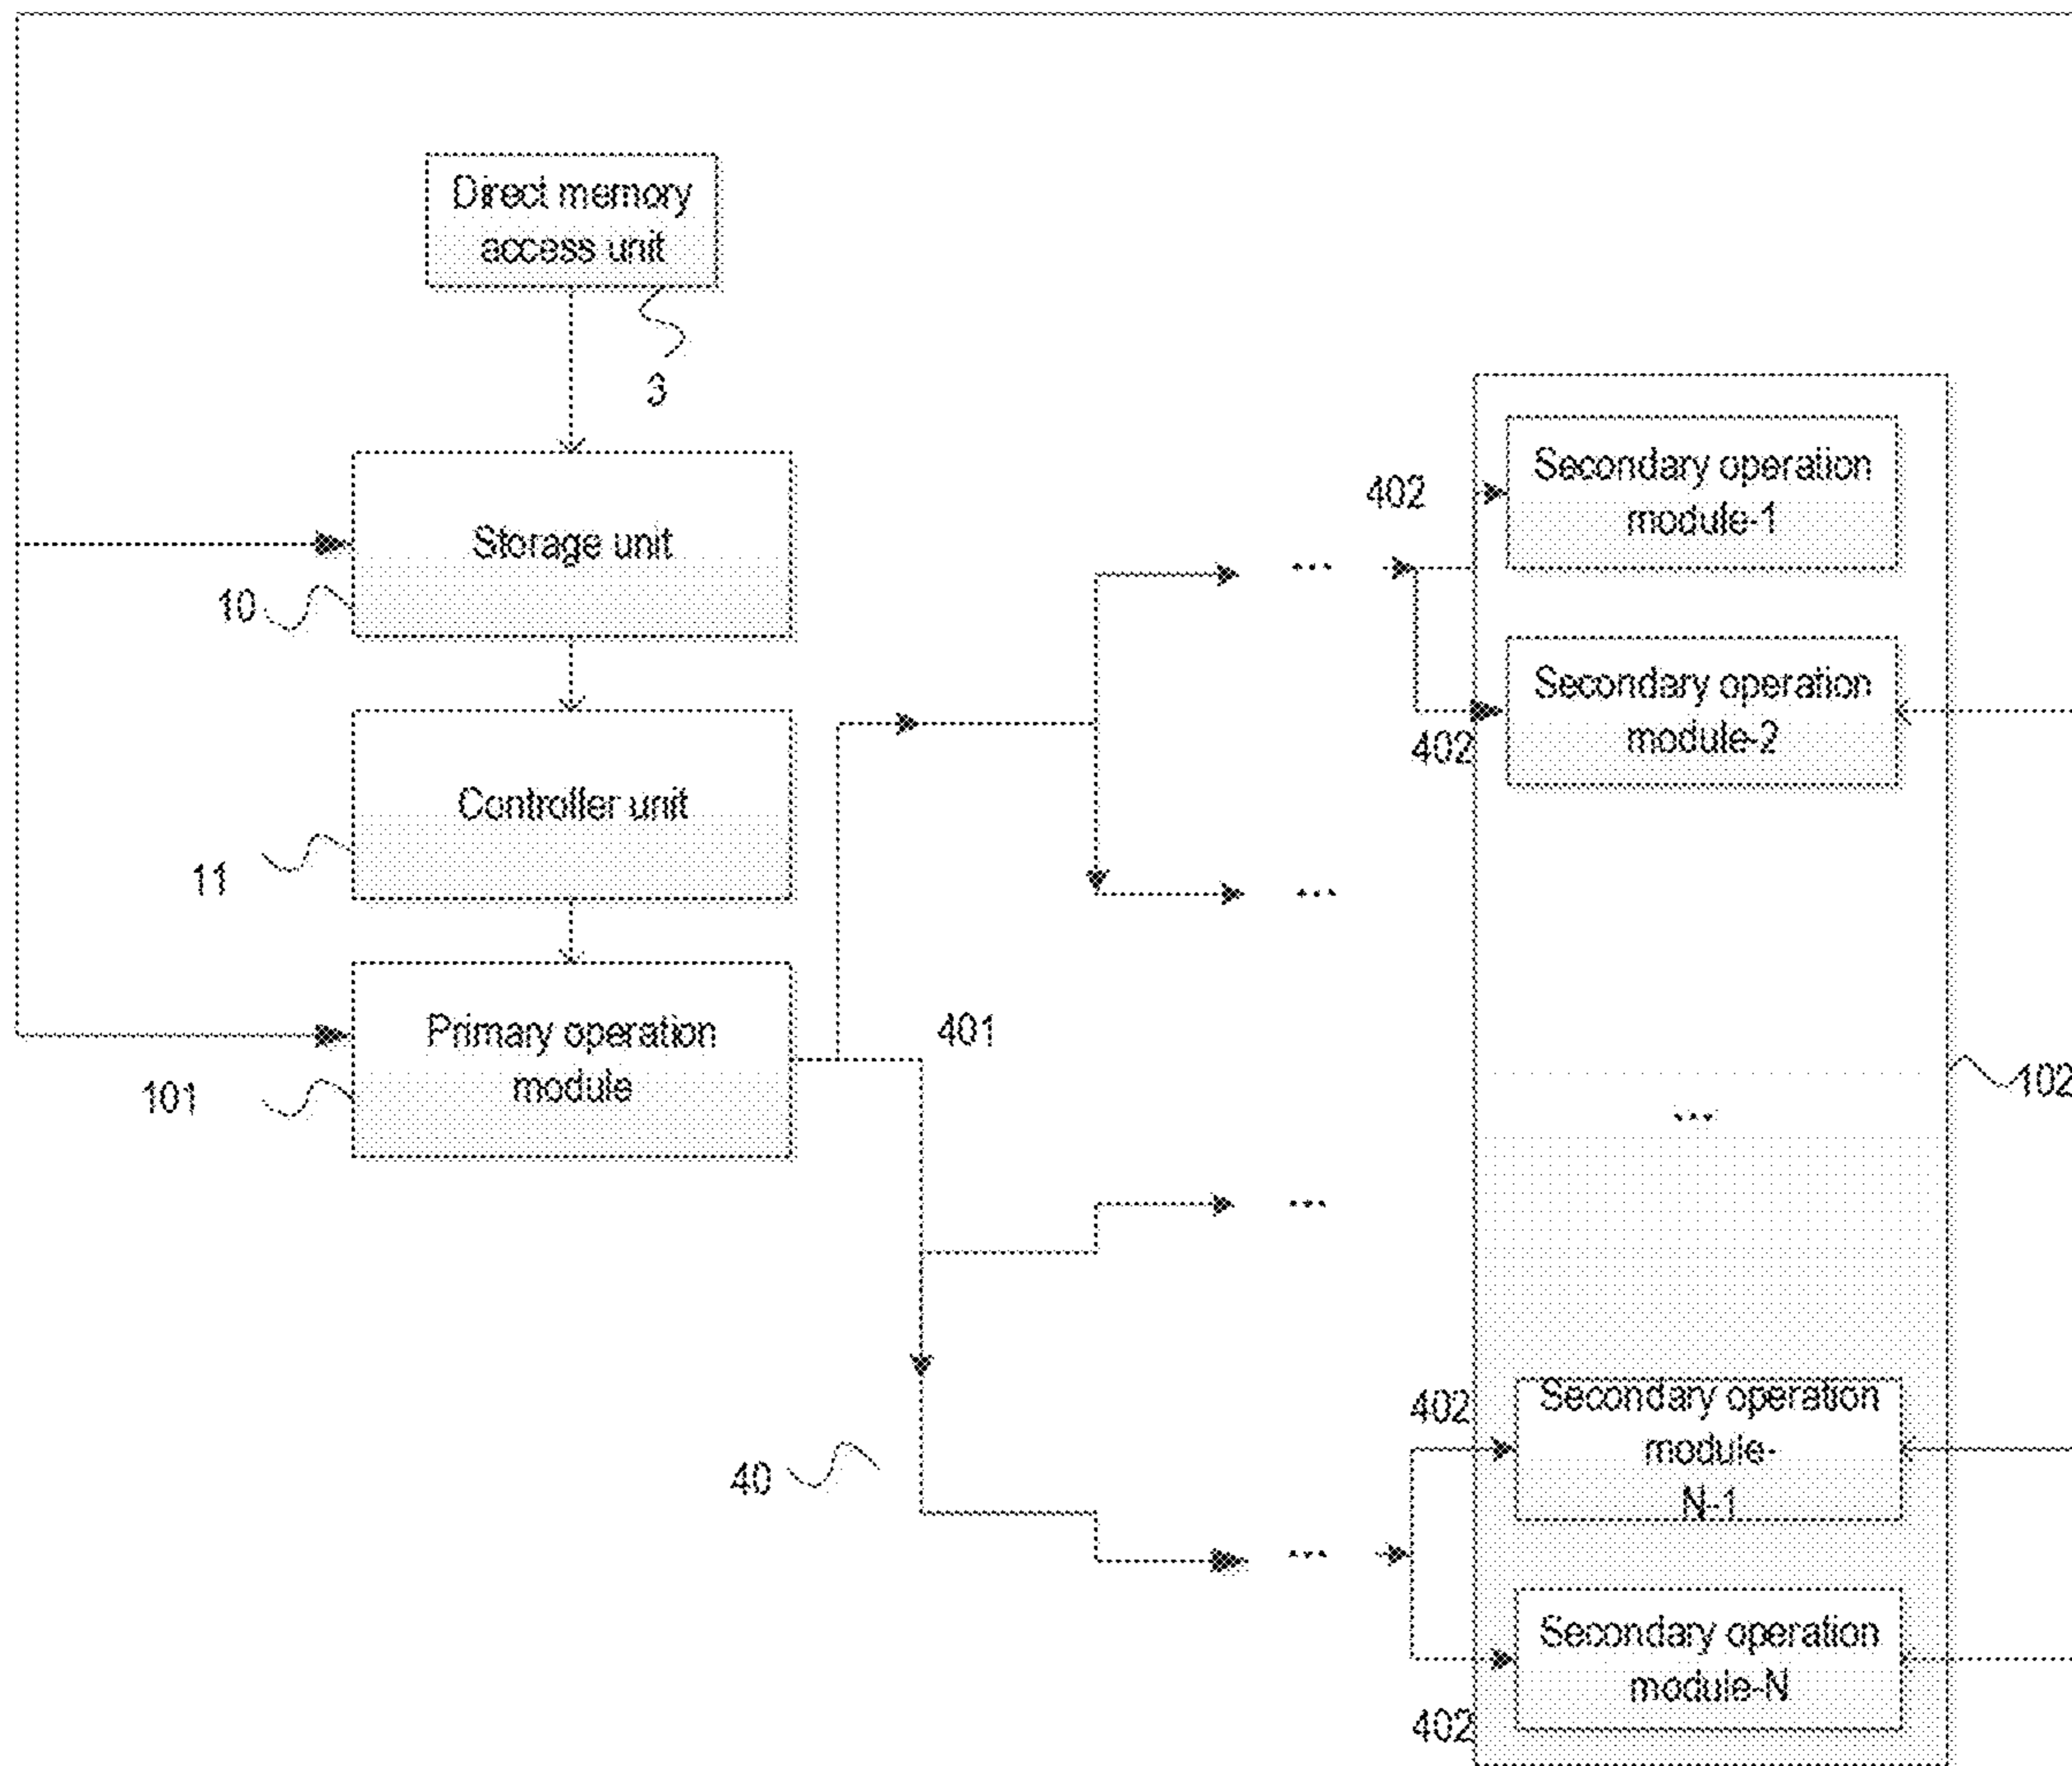 Direct memory
access unit
3
Storage unit
10
Controller unit
11
Primary operation
module
101
401
40
...
...
...
...
402
Secondary operation
module-1
402
Secondary operation
module-2
...
102
402
Secondary operation
module-
N-1
402
Secondary operation
module-N